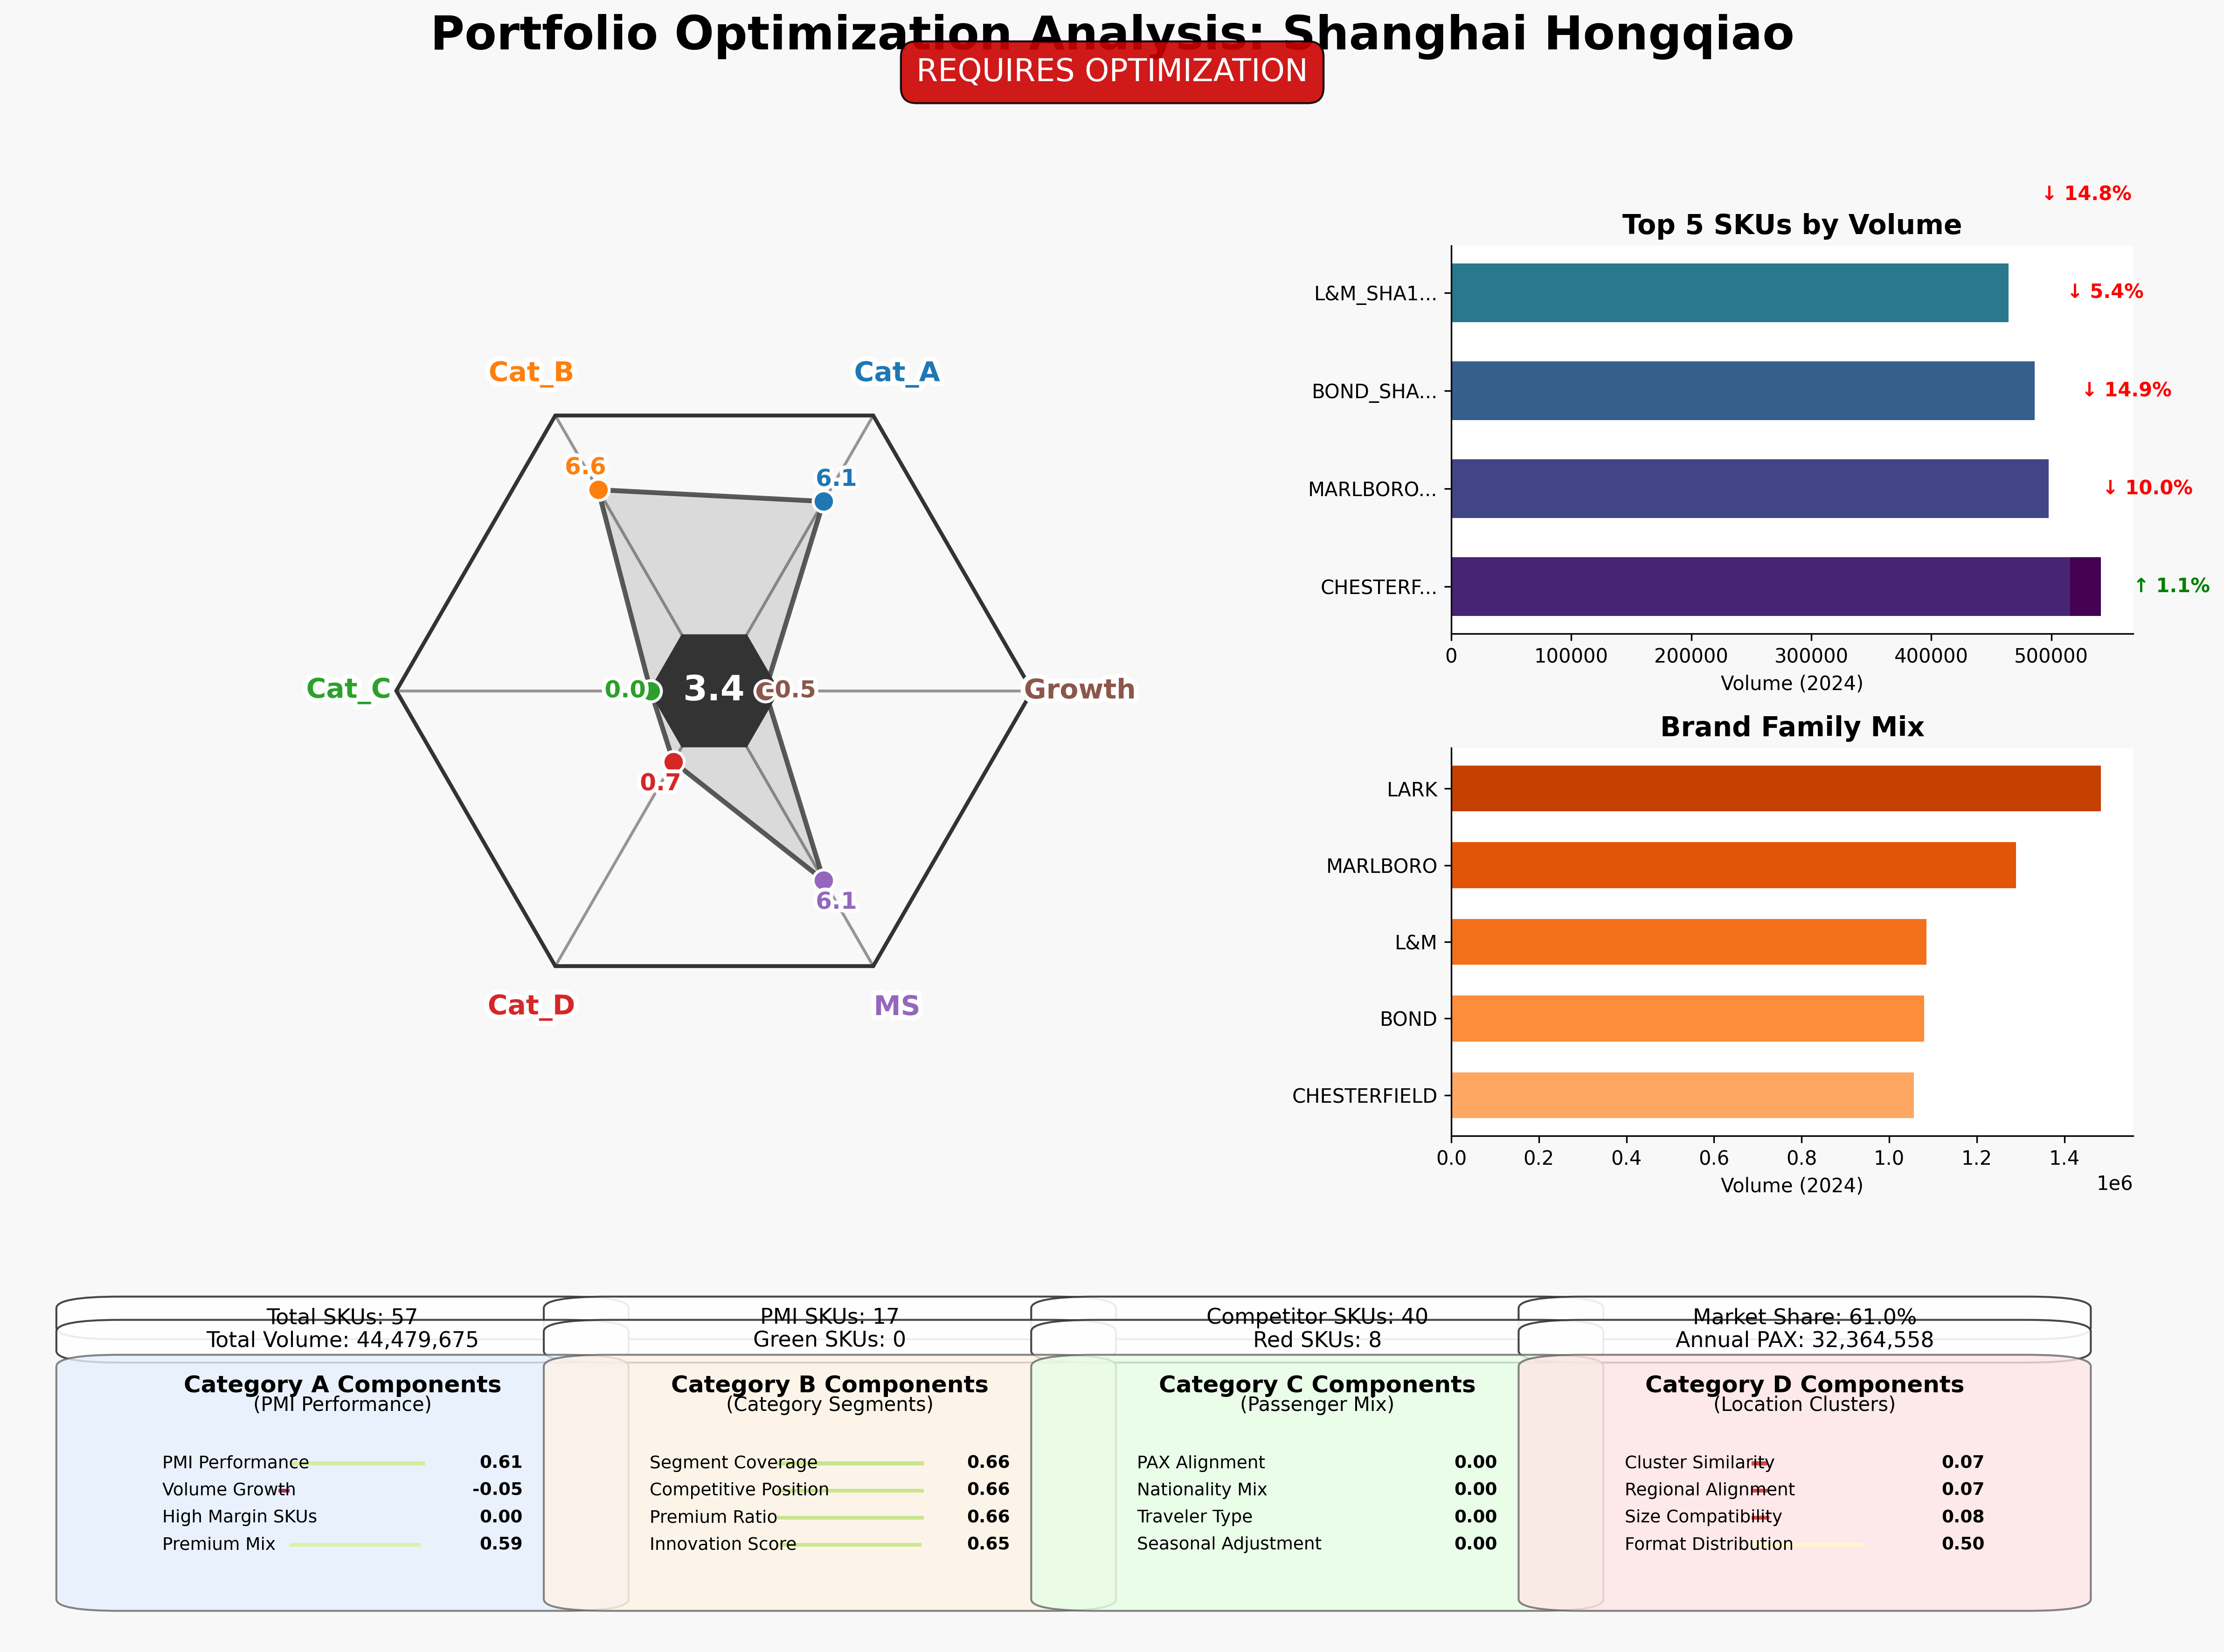 Portfolio Optimization Analysis: Shanghai Hongqiao
REQUIRES OPTIMIZATION
Cat_B
Cat_A
6.6
6.1
Cat_C
0.0
3.4
0.5
Growth
0.7
6.1
Cat_D
MS
↓ 14.8%
Top 5 SKUs by Volume
L&M_SHA1...
↓ 5.4%
BOND_SHA...
↓ 14.9%
MARLBORO...
↓ 10.0%
CHESTERF...
↑ 1.1%
0 100000 200000 300000 400000 500000
Volume (2024)
Brand Family Mix
LARK
MARLBORO
L&M
BOND
CHESTERFIELD
0.0 0.2 0.4 0.6 0.8 1.0 1.2 1.4
1e6
Volume (2024)
Total SKUs: 57
PMI SKUs: 17
Competitor SKUs: 40
Market Share: 61.0%
Total Volume: 44,479,675
Green SKUs: 0
Red SKUs: 8
Annual PAX: 32,364,558
Category A Components
(PMI Performance)
PMI Performance 0.61
Volume Growth -0.05
High Margin SKUs 0.00
Premium Mix 0.59
Category B Components
(Category Segments)
Segment Coverage 0.66
Competitive Position 0.66
Premium Ratio 0.66
Innovation Score 0.65
Category C Components
(Passenger Mix)
PAX Alignment 0.00
Nationality Mix 0.00
Traveler Type 0.00
Seasonal Adjustment 0.00
Category D Components
(Location Clusters)
Cluster Similarity 0.07
Regional Alignment 0.07
Size Compatibility 0.08
Format Distribution 0.50